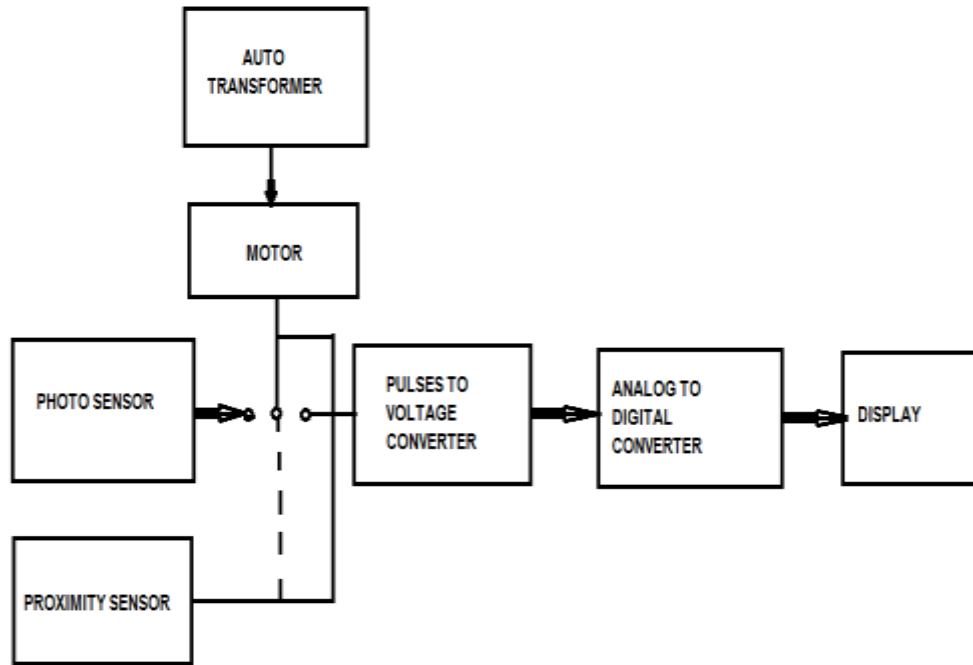 AUTO
TRANSFORMER
MOTOR
PHOTO SENSOR
PULSES TO
VOLTAGE
CONVERTER
ANALOG TO
DIGITAL
CONVERTER
DISPLAY
PROXIMITY SENSOR